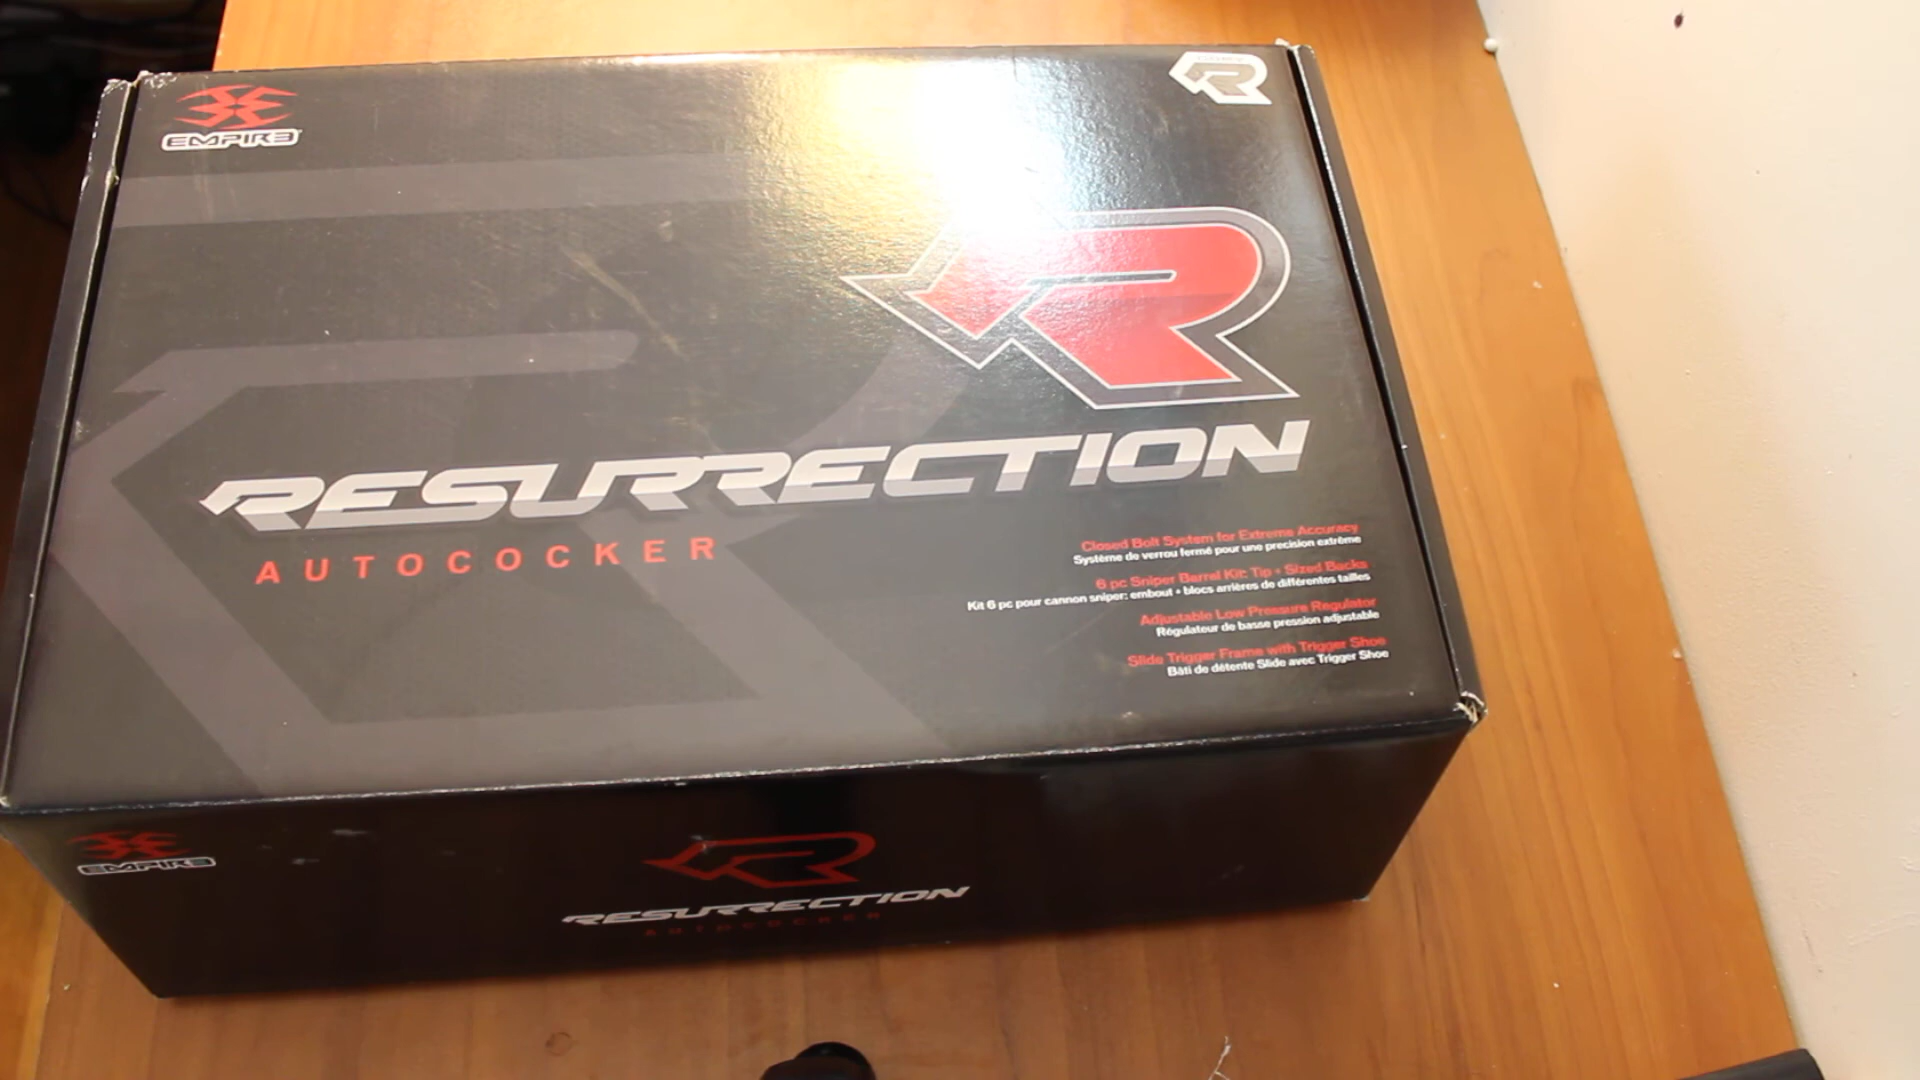 EMPIRE
RESURRECTION
AUTOCOCKER
Closed Bolt System for Extreme Accuracy
Système de verrou fermé pour une precision extrème
6 pc Sniper Barrel Kit: Tip + Sized Backs
Kit 6 pc pour cannon sniper: embout + blocs arrières de différentes tailles
Adjustable Low Pressure Regulator
Régulateur de basse pression adjustable
Slide Trigger Frame with Trigger Shoe
Bâti de détente Slide avec Trigger Shoe
EMPIRE
RESURRECTION
AUTOCOCKER